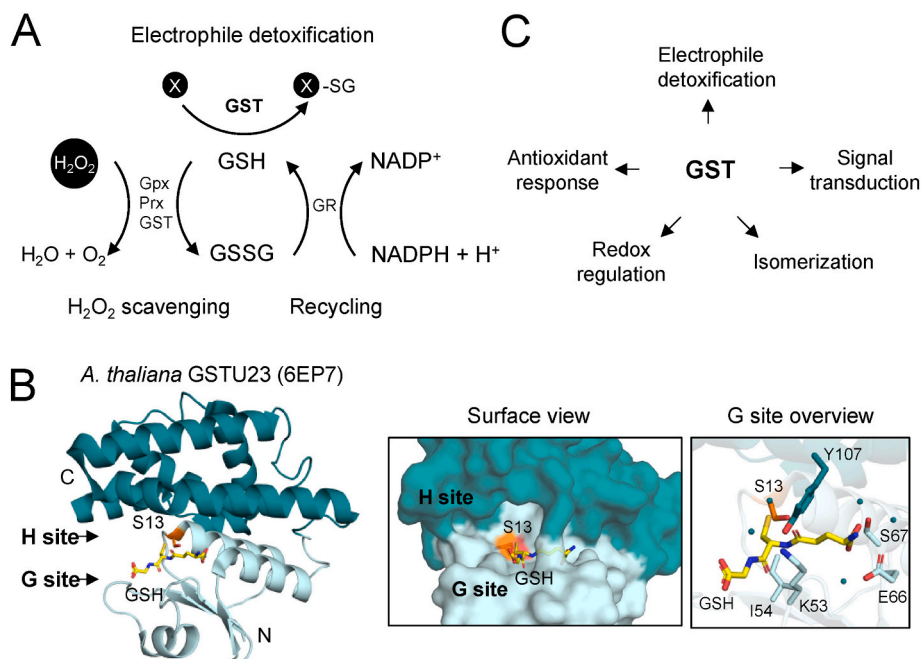 A
Electrophile detoxification
X
X -SG
GST
H₂O₂
GSH
NADP⁺
Gpx
Prx
GST
GR
H₂O + O₂
GSSG
NADPH + H⁺
H₂O₂ scavenging
Recycling
C
Electrophile
detoxification
Antioxidant
response
GST
Signal
transduction
Redox
regulation
Isomerization
B
A. thaliana GSTU23 (6EP7)
C
S13
H site
G site
GSH
N
Surface view
H site
S13
GSH
G site
G site overview
Y107
S13
S67
GSH
I54
K53
E66